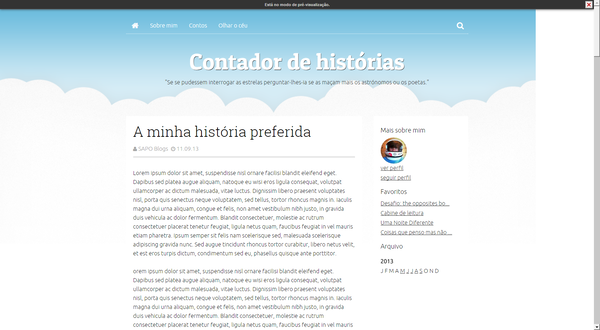 Está no modo de pré-visualização.
Sobre mim Contos Olhar o céu
Contador de histórias
"Se se pudessem interrogar as estrelas perguntar-lhes-ia se as maçam mais os astrónomos ou os poetas."
A minha história preferida
SAPO Blogs 11.09.13
Lorem ipsum dolor sit amet, suspendisse nisl ornare facilisi blandit eleifend eget.
Dapibus sed platea augue aliquam, natoque eu wisi eros ligula consequat, volutpat
ullamcorper ac dictum malesuada, vitae luctus. Dignissim libero praesent voluptates
nisl, porta quis senectus neque voluptatem, sed tellus, tortor rhoncus magnis in. Iaculis
magna dui urna aliquam, congue et felis, non amet vestibulum nibh justo, in gravida
duis vehicula ac dolor fermentum. Blandit consectetuer, molestie ac rutrum
consectetuer placerat tenetur feugiat, ligula netus quam, faucibus feugiat in vel mauris
etiam pharetra. Ipsum semper sit felis nam scelerisque sed, malesuada scelerisque
adipiscing gravida nunc. Sed augue tincidunt rhoncus tortor curabitur, libero netus velit,
et est eros turpis dictum, condimentum sed eu, phasellus quisque ante porttitor.
orem ipsum dolor sit amet, suspendisse nisl ornare facilisi blandit eleifend eget.
Dapibus sed platea augue aliquam, natoque eu wisi eros ligula consequat, volutpat
ullamcorper ac dictum malesuada, vitae luctus. Dignissim libero praesent voluptates
nisl, porta quis senectus neque voluptatem, sed tellus, tortor rhoncus magnis in. Iaculis
magna dui urna aliquam, congue et felis, non amet vestibulum nibh justo, in gravida
duis vehicula ac dolor fermentum. Blandit consectetuer, molestie ac rutrum
consectetuer placerat tenetur feugiat, ligula netus quam, faucibus feugiat in vel mauris
Mais sobre mim
ver perfil
seguir perfil
Favoritos
Desafio: the opposites bo...
Cabine de leitura
Uma Noite Diferente
Coisas que penso mas não ...
Arquivo
2013
J F M A M J J A S O N D